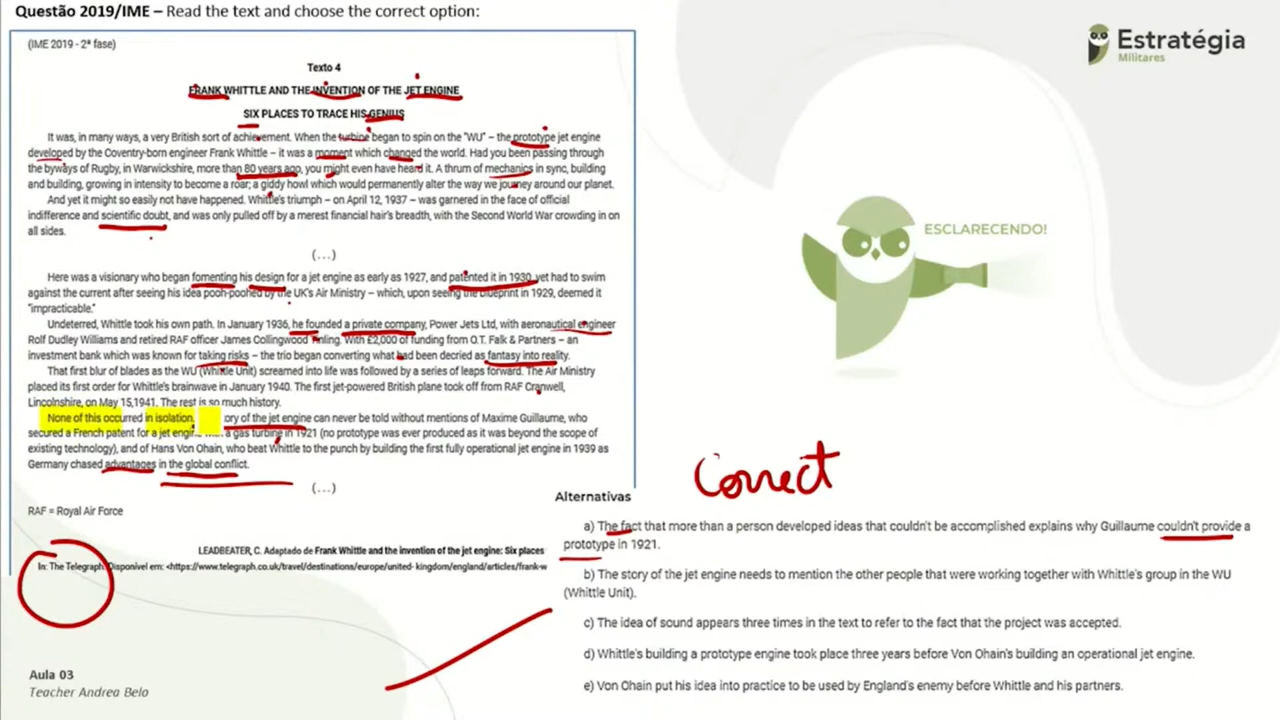 Questão 2019/IME – Read the text and choose the correct option:
Estratégia
Militares
(IME 2019 - 2ª fase)
Texto 4
FRANK WHITTLE AND THE INVENTION OF THE JET ENGINE
SIX PLACES TO TRACE HIS GENIUS
It was, in many ways, a very British sort of achievement. When the turbine began to spin on the "WU" – the prototype jet engine
developed by the Coventry-born engineer Frank Whittle – it was a moment which changed the world. Had you been passing through
the byways of Rugby, in Warwickshire, more than 80 years ago, you might even have heard it. A thrum of mechanics in sync, building
and building, growing in intensity to become a roar; a giddy howl which would permanently alter the way we journey around our planet.
And yet it might so easily not have happened. Whittle's triumph – on April 12, 1937 – was garnered in the face of official
indifference and scientific doubt, and was only pulled off by a merest financial hair's breadth, with the Second World War crowding in on
all sides.
(...)
Here was a visionary who began fomenting his design for a jet engine as early as 1927, and patented it in 1930, yet had to swim
against the current after seeing his idea pooh-poohed by the UK's Air Ministry – which, upon seeing the blueprint in 1929, deemed it
"impracticable."
Undeterred, Whittle took his own path. In January 1936, he founded a private company, Power Jets Ltd, with aeronautical engineer
Rolf Dudley Williams and retired RAF officer James Collingwood Tinling. With £2,000 of funding from O.T. Falk & Partners – an
investment bank which was known for taking risks – the trio began converting what had been decried as fantasy into reality.
That first blur of blades as the WU (Whittle Unit) screamed into life was followed by a series of leaps forward. The Air Ministry
placed its first order for Whittle's brainwave in January 1940. The first jet-powered British plane took off from RAF Cranwell,
Lincolnshire, on May 15,1941. The rest is so much history.
None of this occurred in isolation. ory of the jet engine can never be told without mentions of Maxime Guillaume, who
secured a French patent for a jet engin a gas turbine in 1921 (no prototype was ever produced as it was beyond the scope of
existing technology), and of Hans Von Ohain, who beat Whittle to the punch by building the first fully operational jet engine in 1939 as
Germany chased advantages in the global conflict.
(...)
RAF = Royal Air Force
LEADBEATER, C. Adaptado de Frank Whittle and the invention of the jet engine: Six places
In: The Telegraph. Disponível em: <https://www.telegraph.co.uk/travel/destinations/europe/united- kingdom/england/articles/frank-w
ESCLARECENDO!
Correct
Alternativas
a) The fact that more than a person developed ideas that couldn't be accomplished explains why Guillaume couldn't provide a
prototype in 1921.
b) The story of the jet engine needs to mention the other people that were working together with Whittle's group in the WU
(Whittle Unit).
c) The idea of sound appears three times in the text to refer to the fact that the project was accepted.
d) Whittle's building a prototype engine took place three years before Von Ohain's building an operational jet engine.
e) Von Ohain put his idea into practice to be used by England's enemy before Whittle and his partners.
Aula 03
Teacher Andrea Belo